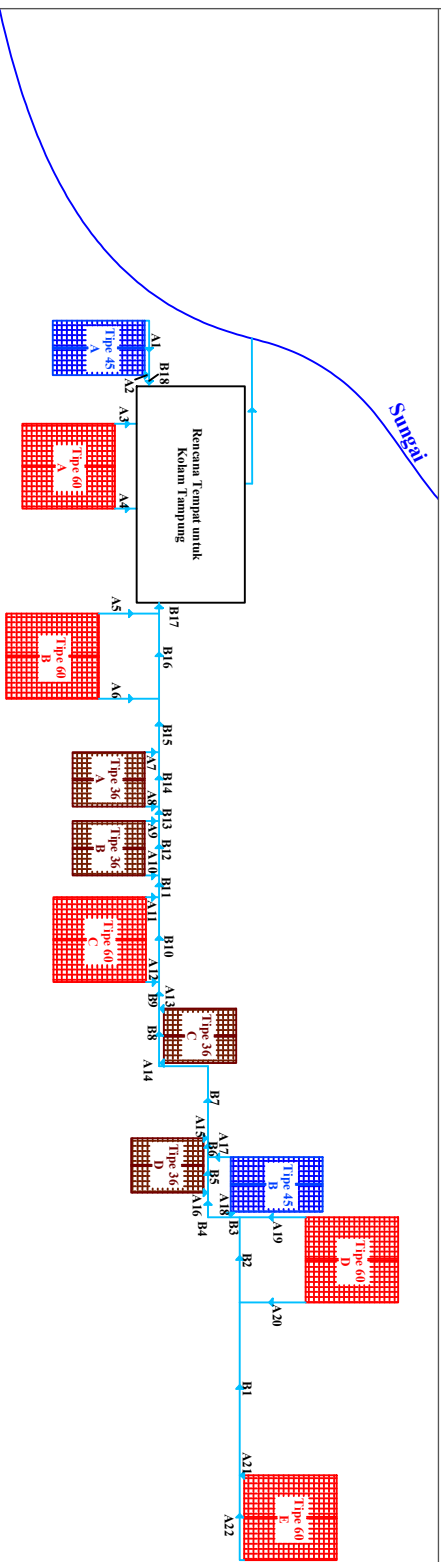 Sungai
Rencana Tempat untuk
Kolam Tampung
Tipe 45
A
A1
B18
A2
A3
Tipe 60
A
A4
B17
A5
Tipe 60
B
B16
A6
B15
A7
Tipe 36
A
B14
A8
B13
A9
Tipe 36
B
B12
A10
B11
A11
Tipe 60
C
B10
A12
B9
A13
Tipe 36
C
B8
A14
B7
A15
B6
A17
Tipe 36
D
B5
A16
B4
Tipe 45
B
A18
B3
A19
Tipe 60
D
B2
A20
B1
A21
Tipe 60
E
A22